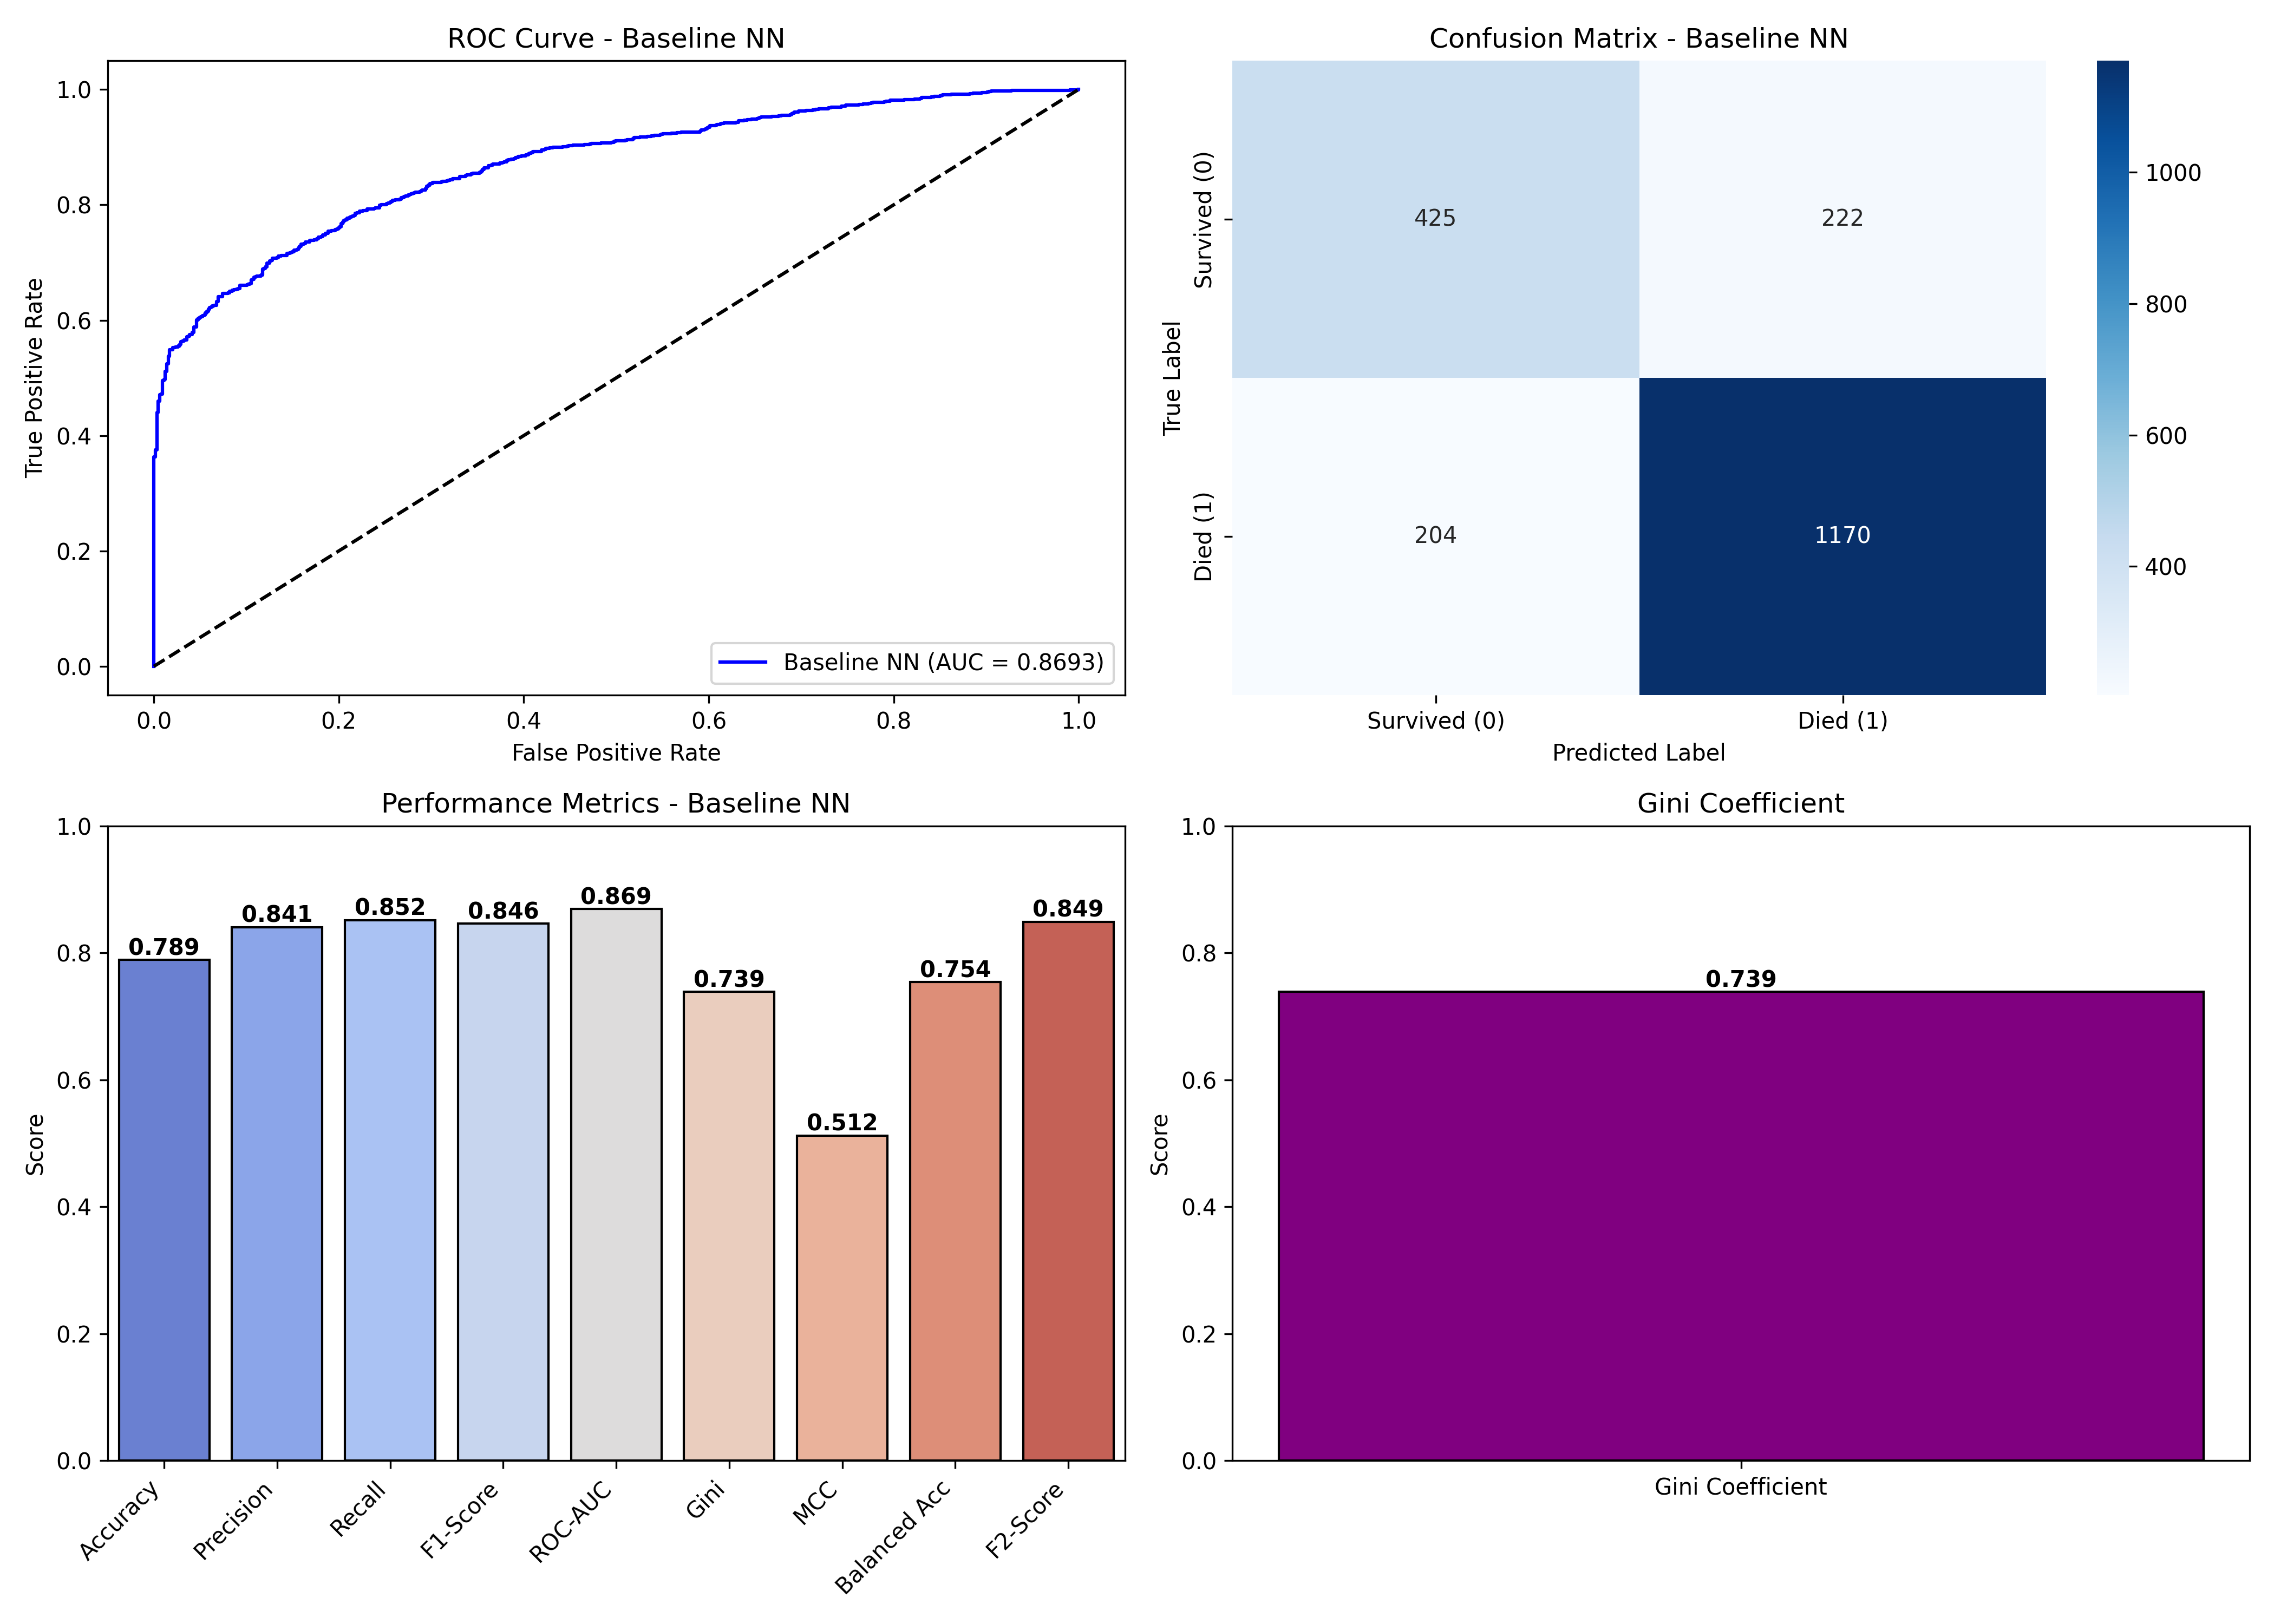 ROC Curve - Baseline NN
True Positive Rate
1.0
0.8
0.6
0.4
0.2
0.0
Baseline NN (AUC = 0.8693)
0.0 0.2 0.4 0.6 0.8 1.0
False Positive Rate
Confusion Matrix - Baseline NN
True Label
Survived (0)
Died (1)
425 222
204 1170
Survived (0) Died (1)
Predicted Label
1000
800
600
400
Performance Metrics - Baseline NN
Score
1.0
0.8
0.6
0.4
0.2
0.0
0.789 0.841 0.852 0.846 0.869 0.739 0.512 0.754 0.849
Accuracy
Precision
Recall
F1-Score
ROC-AUC
Gini
MCC
Balanced Acc
F2-Score
Gini Coefficient
Score
1.0
0.8
0.6
0.4
0.2
0.0
0.739
Gini Coefficient